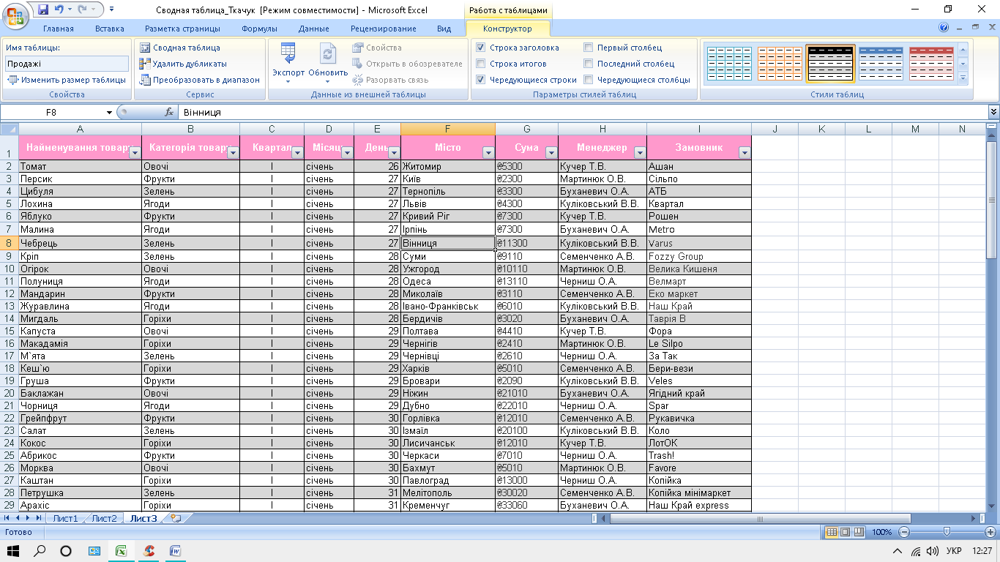 Сводная таблица_Ткачук [Режим совместимости] - Microsoft Excel
Работа с таблицами
Главная Вставка Разметка страницы Формулы Данные Рецензирование Вид Конструктор
Имя таблицы:
Продажі
Изменить размер таблицы
Свойства
Сводная таблица
Удалить дубликаты
Преобразовать в диапазон
Сервис
Экспорт Обновить
Свойства
Открыть в обозревателе
Разорвать связь
Данные из внешней таблицы
Строка заголовка Первый столбец
Строка итогов Последний столбец
Чередующиеся строки Чередующиеся столбцы
Параметры стилей таблиц
Стили таблиц
F8 fx Вінниця
A B C D E F G H I J K L M N
1 Найменування товар Категорія товар Квартал Місяц День Місто Сума Менеджер Замовник
2 Томат Овочі I січень 26 Житомир ₴5300 Кучер Т.В. Ашан
3 Персик Фрукти I січень 27 Київ ₴2300 Мартинюк О.В. Сільпо
4 Цибуля Зелень I січень 27 Тернопіль ₴3300 Буханевич О.А. АТБ
5 Лохина Ягоди I січень 27 Львів ₴4300 Куліковський В.В. Квартал
6 Яблуко Фрукти I січень 27 Кривий Ріг ₴7300 Кучер Т.В. Рошен
7 Малина Ягоди I січень 27 Ірпінь ₴7300 Буханевич О.А. Metro
8 Чебрець Зелень I січень 27 Вінниця ₴11300 Куліковський В.В. Varus
9 Кріп Зелень I січень 28 Суми ₴9110 Семенченко А.В. Fozzy Group
10 Огірок Овочі I січень 28 Ужгород ₴10110 Мартинюк О.В. Велика Кишеня
11 Полуниця Ягоди I січень 28 Одеса ₴13110 Черниш О.А. Велмарт
12 Мандарин Фрукти I січень 28 Миколаїв ₴3110 Семенченко А.В. Еко маркет
13 Журавлина Ягоди I січень 28 Івано-Франківськ ₴6010 Куліковський В.В. Наш Край
14 Мигдаль Горіхи I січень 28 Бердичів ₴3020 Буханевич О.А. Таврія В
15 Капуста Овочі I січень 29 Полтава ₴4410 Кучер Т.В. Фора
16 Макадамія Горіхи I січень 29 Чернігів ₴2410 Мартинюк О.В. Le Silpo
17 М`ята Зелень I січень 29 Чернівці ₴2610 Черниш О.А. За Так
18 Кеш`ю Горіхи I січень 29 Харків ₴5010 Семенченко А.В. Бери-вези
19 Груша Фрукти I січень 29 Бровари ₴2090 Куліковський В.В. Veles
20 Баклажан Овочі I січень 29 Ніжин ₴21010 Буханевич О.А. Ягідний край
21 Чорниця Ягоди I січень 29 Дубно ₴22010 Черниш О.А. Spar
22 Грейпфрут Фрукти I січень 30 Горлівка ₴12010 Семенченко А.В. Рукавичка
23 Салат Зелень I січень 30 Ізмаїл ₴20100 Куліковський В.В. Коло
24 Кокос Горіхи I січень 30 Лисичанськ ₴12010 Кучер Т.В. ЛотОК
25 Абрикос Фрукти I січень 30 Черкаси ₴7010 Черниш О.А. Trash!
26 Морква Овочі I січень 30 Бахмут ₴5010 Мартинюк О.В. Favore
27 Каштан Горіхи I січень 30 Павлоград ₴13000 Черниш О.А. Копійка
28 Петрушка Зелень I січень 31 Мелітополь ₴30020 Семенченко А.В. Копійка мінімаркет
29 Арахіс Горіхи I січень 31 Кременчуг ₴33060 Буханевич О.А. Наш Край express
Лист1 Лист2 Лист3
Готово 100%
УКР 12:27